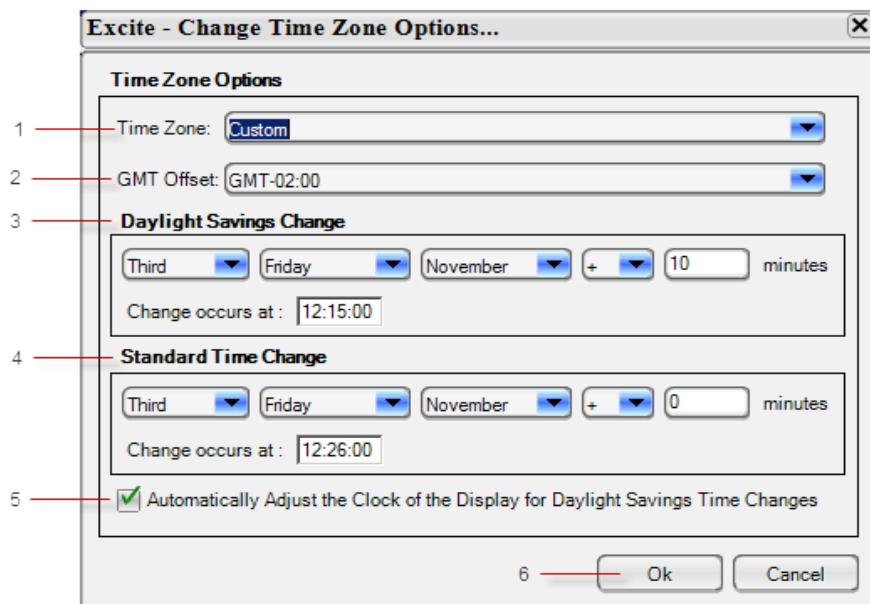 Excite - Change Time Zone Options...
Time Zone Options
1 Time Zone: Custom
2 GMT Offset: GMT-02:00
3 Daylight Savings Change
Third Friday November + 10 minutes
Change occurs at : 12:15:00
4 Standard Time Change
Third Friday November + 0 minutes
Change occurs at : 12:26:00
5 Automatically Adjust the Clock of the Display for Daylight Savings Time Changes
6 Ok Cancel